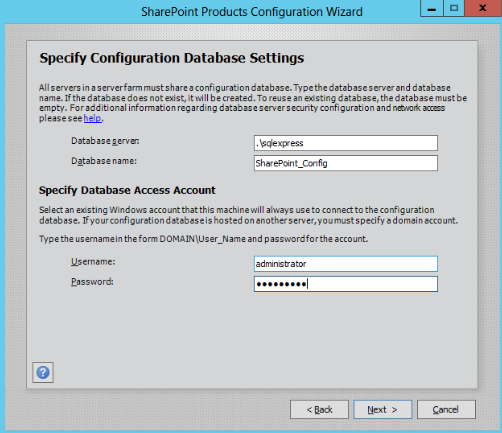 SharePoint Products Configuration Wizard
Specify Configuration Database Settings
All servers in a server farm must share a configuration database. Type the database server and database
name. If the database does not exist, it will be created. To reuse an existing database, the database must be
empty. For additional information regarding database server security configuration and network access
please see help.
Database server:
.\sqlexpress
Database name:
SharePoint_Config
Specify Database Access Account
Select an existing Windows account that this machine will always use to connect to the configuration
database. If your configuration database is hosted on another server, you must specify a domain account.
Type the username in the form DOMAIN\User_Name and password for the account.
Username:
administrator
Password:
●●●●●●●●●
?
< Back
Next >
Cancel